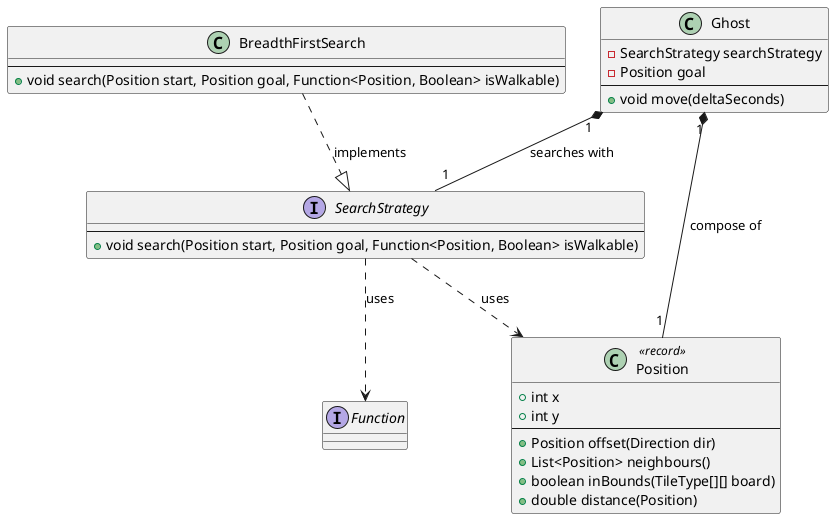 C BreadthFirstSearch
void search(Position start, Position goal, Function<Position, Boolean> isWalkable)
C Ghost
SearchStrategy searchStrategy
Position goal
void move(deltaSeconds)
implements
1
searches with
1
1
compose of
1
I SearchStrategy
void search(Position start, Position goal, Function<Position, Boolean> isWalkable)
uses
uses
I Function
C «record»
Position
int x
int y
Position offset(Direction dir)
List<Position> neighbours()
boolean inBounds(TileType[][] board)
double distance(Position)